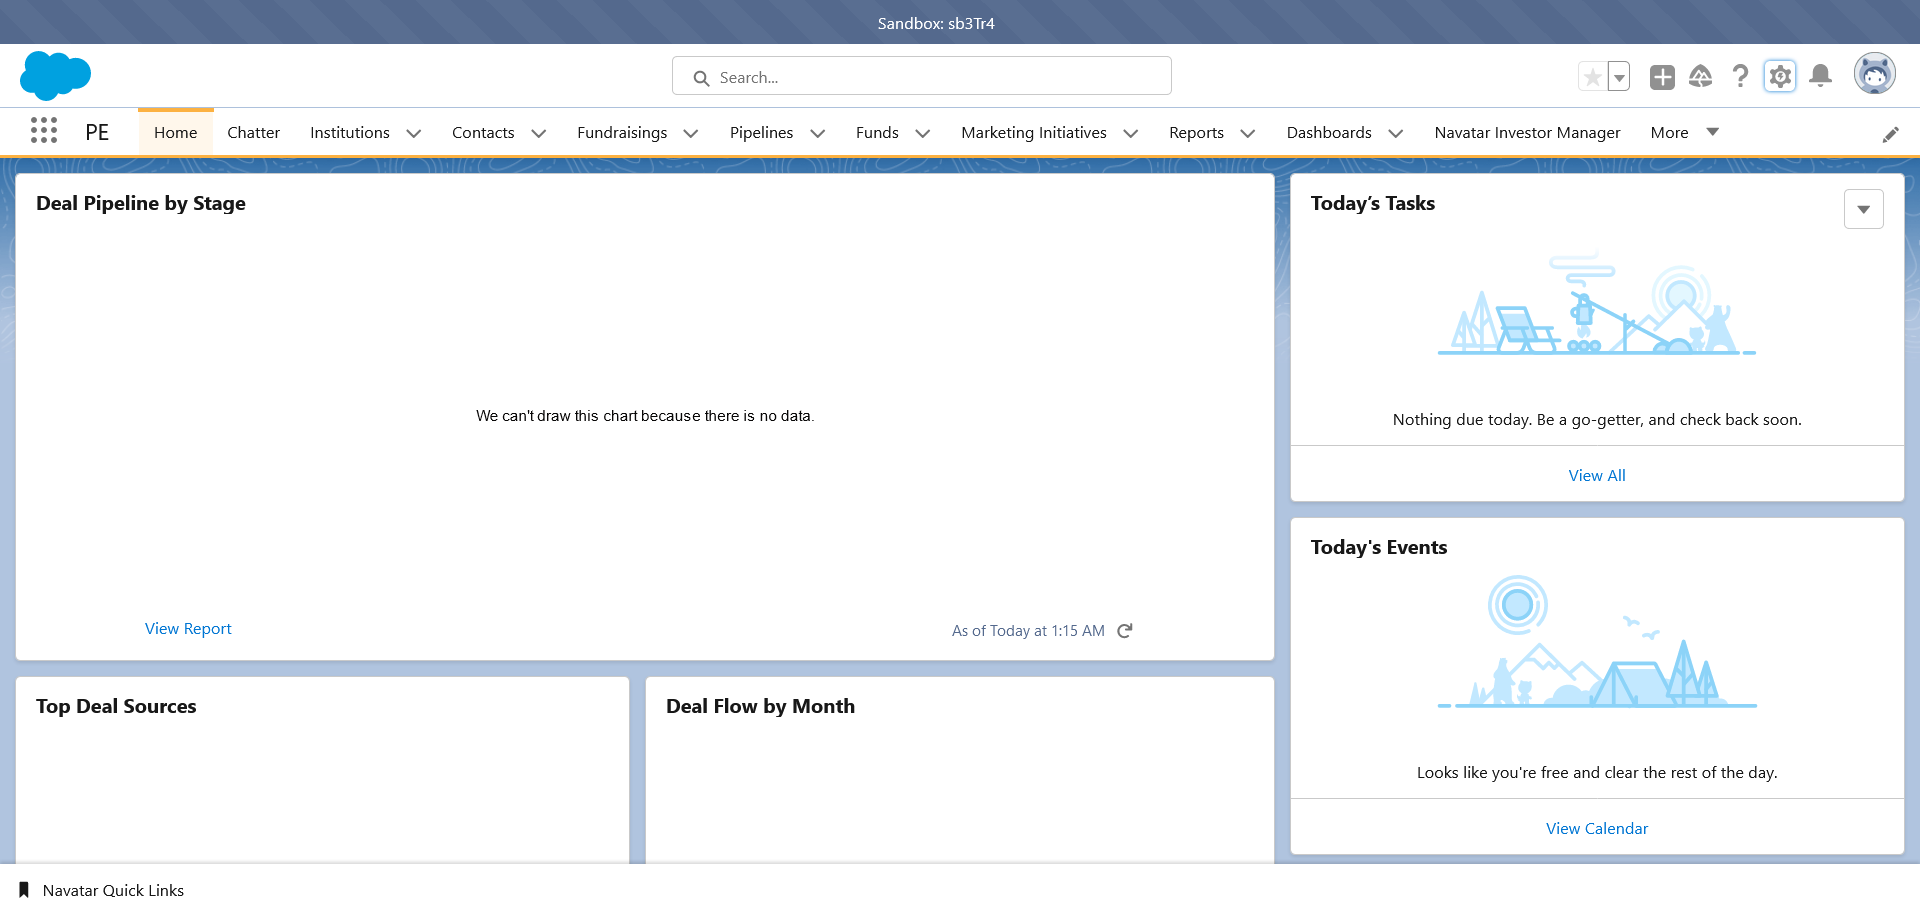 Sandbox: sb3Tr4
Search...
PE
Home
Chatter
Institutions
Contacts
Fundraisings
Pipelines
Funds
Marketing Initiatives
Reports
Dashboards
Navatar Investor Manager
More
Deal Pipeline by Stage
We can't draw this chart because there is no data.
View Report
As of Today at 1:15 AM
Today’s Tasks
Nothing due today. Be a go-getter, and check back soon.
View All
Today's Events
Looks like you're free and clear the rest of the day.
View Calendar
Top Deal Sources
Deal Flow by Month
Navatar Quick Links